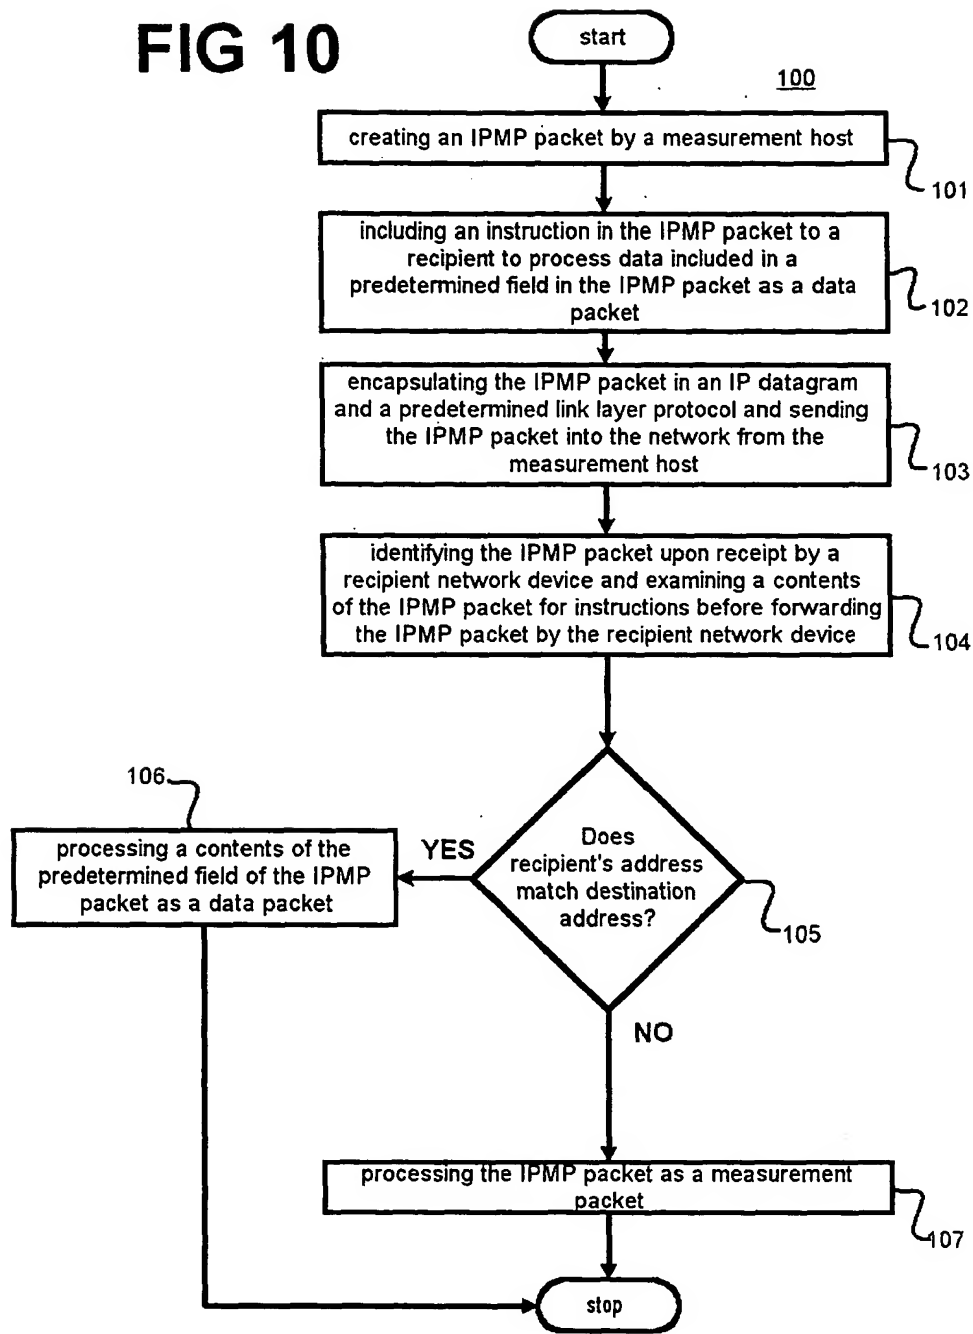 FIG 10
start
100
creating an IPMP packet by a measurement host
101
including an instruction in the IPMP packet to a
recipient to process data included in a
predetermined field in the IPMP packet as a data
packet
102
encapsulating the IPMP packet in an IP datagram
and a predetermined link layer protocol and sending
the IPMP packet into the network from the
measurement host
103
identifying the IPMP packet upon receipt by a
recipient network device and examining a contents
of the IPMP packet for instructions before forwarding
the IPMP packet by the recipient network device
104
106
processing a contents of the
predetermined field of the IPMP
packet as a data packet
YES
Does
recipient's address
match destination
address?
105
NO
processing the IPMP packet as a measurement
packet
107
stop